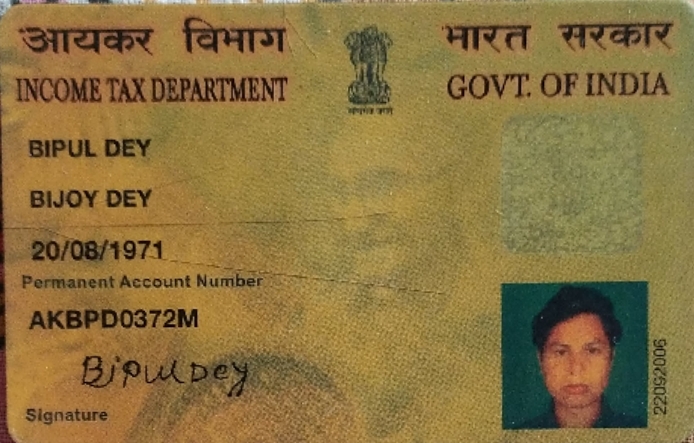 आयकर विभाग
INCOME TAX DEPARTMENT
भारत सरकार
GOVT. OF INDIA
सत्यमेव जयते
BIPUL DEY
BIJOY DEY
20/08/1971
Permanent Account Number
AKBPD0372M
Bipul Dey
Signature
22092006